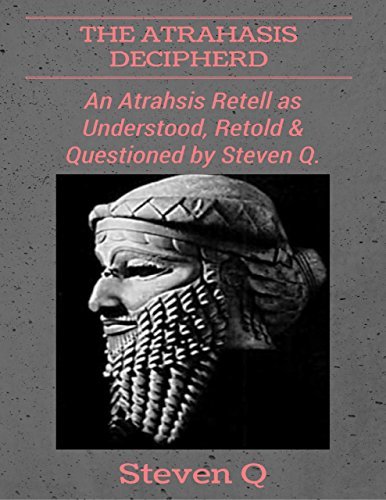 THE ATRAHASIS
DECIPHERD
An Atrahsis Retell as
Understood, Retold &
Questioned by Steven Q.
Steven Q